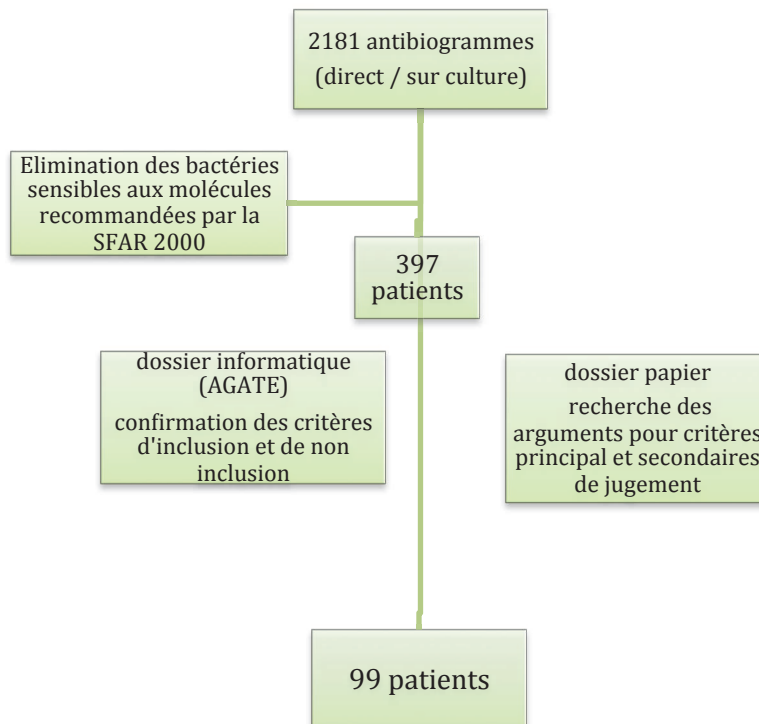 2181 antibiogrammes
(direct / sur culture)
Elimination des bactéries
sensibles aux molécules
recommandées par la
SFAR 2000
397
patients
dossier informatique
(AGATE)
confirmation des critères
d'inclusion et de non
inclusion
dossier papier
recherche des
arguments pour critères
principal et secondaires
de jugement
99 patients